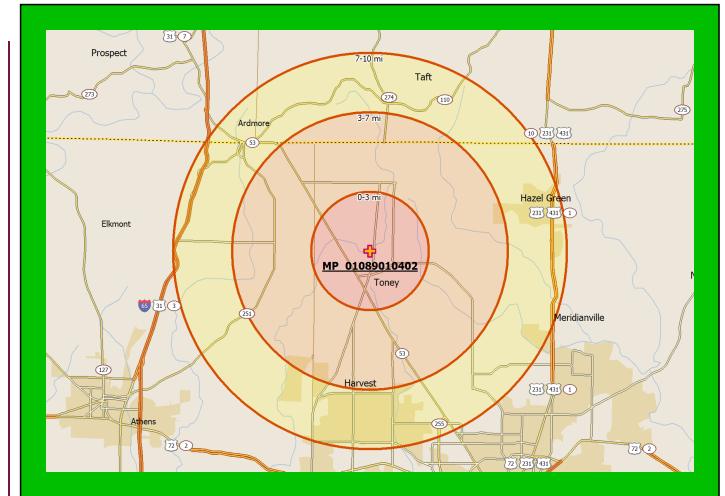 31 7
Prospect
7-10 mi
Taft
273
274
110
275
Ardmore
3-7 mi
53
10 231 431
0-3 mi
Hazel Green
231 431 1
Elkmont
MP_01089010402
Toney
65 31 3
251
Meridianville
53
127
Harvest
231 431 1
Athens
255
72 2
72 2
72 231 431